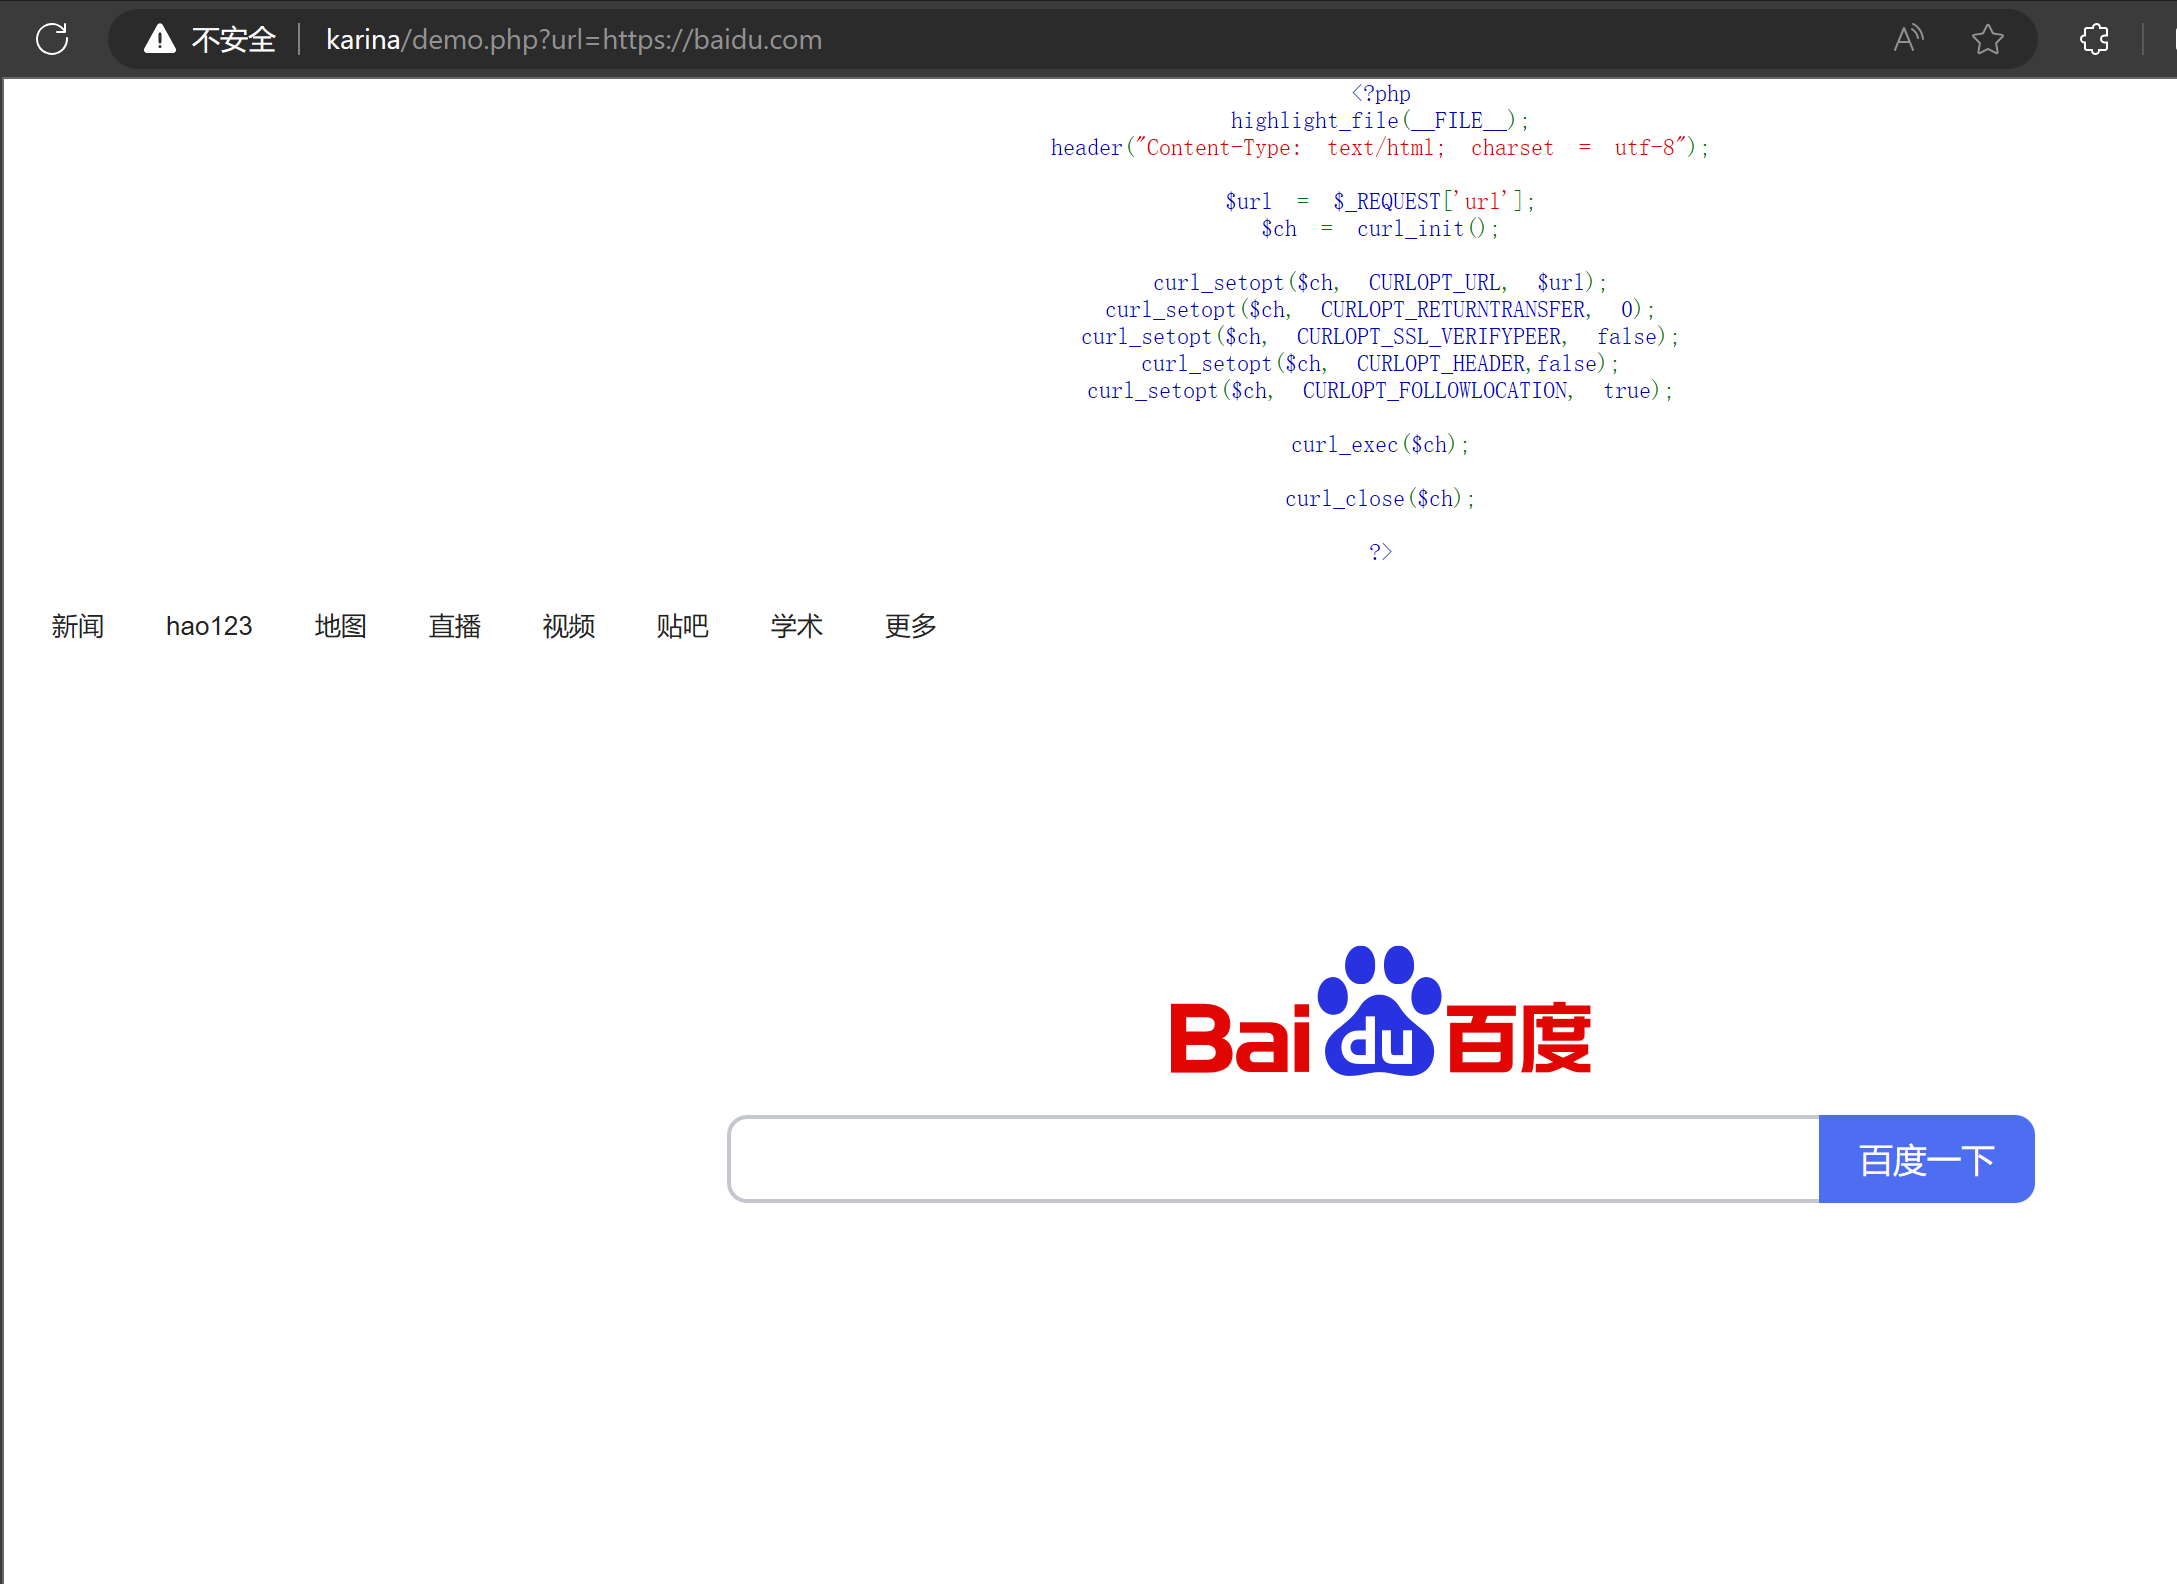 不安全 karina/demo.php?url=https://baidu.com
<?php
highlight_file(__FILE__);
header("Content-Type: text/html; charset = utf-8");
$url = $_REQUEST['url'];
$ch = curl_init();
curl_setopt($ch, CURLOPT_URL, $url);
curl_setopt($ch, CURLOPT_RETURNTRANSFER, 0);
curl_setopt($ch, CURLOPT_SSL_VERIFYPEER, false);
curl_setopt($ch, CURLOPT_HEADER,false);
curl_setopt($ch, CURLOPT_FOLLOWLOCATION, true);
curl_exec($ch);
curl_close($ch);
?>
新闻 hao123 地图 直播 视频 贴吧 学术 更多
Bai du 百度
百度一下